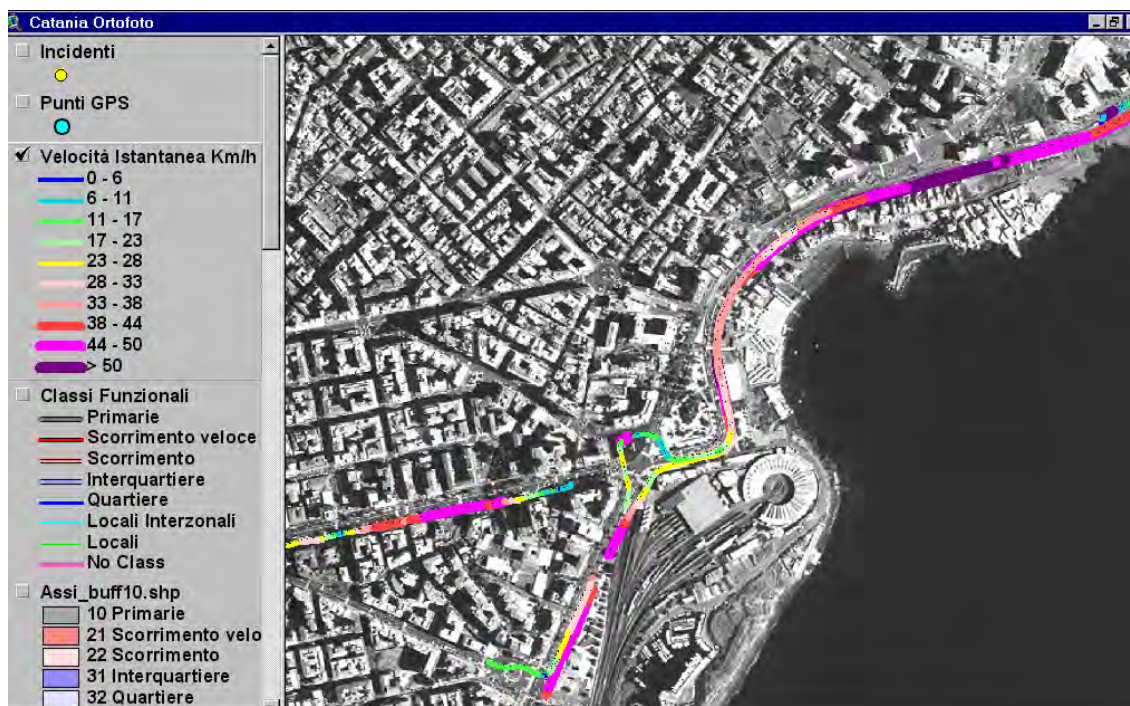 Catania Ortofoto
Incidenti
Punti GPS
Velocità Istantanea Km/h
0 - 6
6 - 11
11 - 17
17 - 23
23 - 28
28 - 33
33 - 38
38 - 44
44 - 50
> 50
Classi Funzionali
Primarie
Scorrimento veloce
Scorrimento
Interquartiere
Quartiere
Locali Interzonali
Locali
No Class
Assi_buff10.shp
10 Primarie
21 Scorrimento velo
22 Scorrimento
31 Interquartiere
32 Quartiere